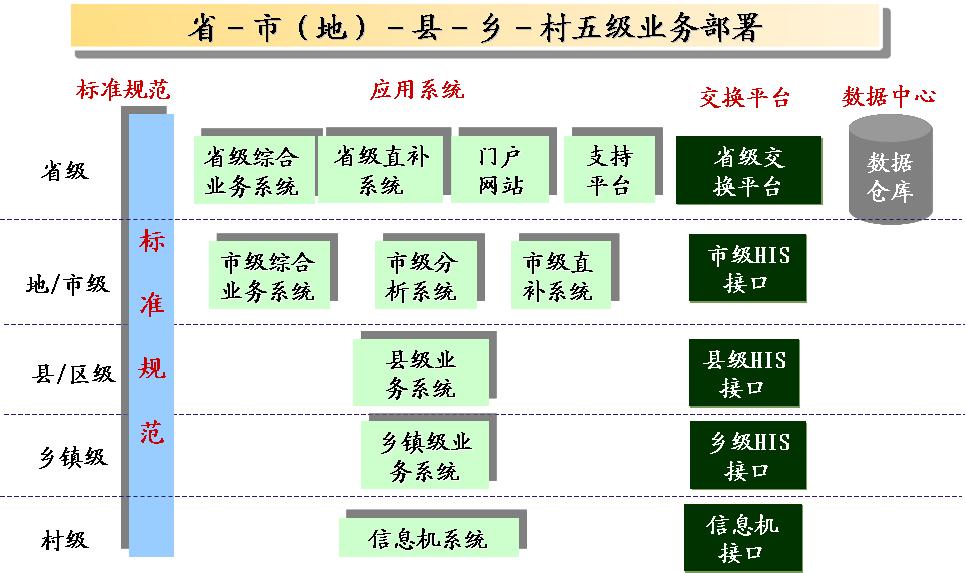 省－市（地）－县－乡－村五级业务部署
标准规范
应用系统
交换平台
数据中心
省级
省级综合
业务系统
省级直补
系统
门户
网站
支持
平台
省级交
换平台
数据
仓库
标
准
规
范
地/市级
市级综合
业务系统
市级分
析系统
市级直
补系统
市级HIS
接口
县/区级
县级业
务系统
县级HIS
接口
乡镇级
乡镇级业
务系统
乡级HIS
接口
村级
信息机系统
信息机
接口